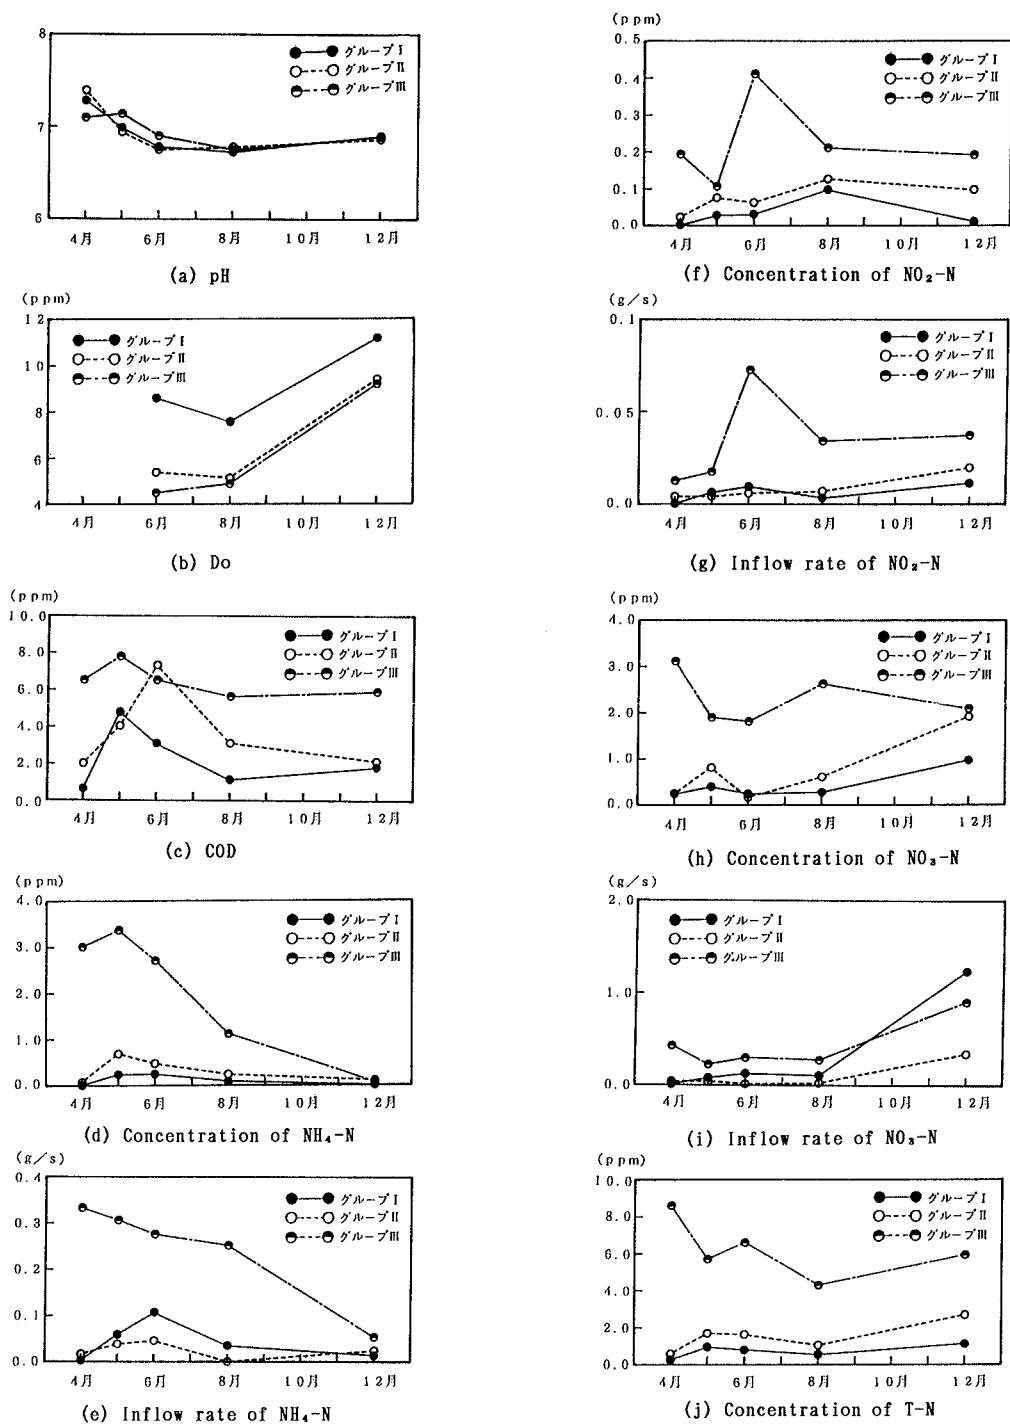 8
7
6
グループⅠ
グループⅡ
グループⅢ
4月 6月 8月 10月 12月
(a) pH
(ppm)
12
10
8
6
4
グループⅠ
グループⅡ
グループⅢ
4月 6月 8月 10月 12月
(b) Do
(ppm)
10.0
8.0
6.0
4.0
2.0
0.0
グループⅠ
グループⅡ
グループⅢ
4月 6月 8月 10月 12月
(c) COD
(ppm)
4.0
3.0
2.0
1.0
0.0
グループⅠ
グループⅡ
グループⅢ
4月 6月 8月 10月 12月
(d) Concentration of NH₄-N
(g/s)
0.4
0.3
0.2
0.1
0.0
グループⅠ
グループⅡ
グループⅢ
4月 6月 8月 10月 12月
(e) Inflow rate of NH₄-N
(ppm)
0.5
0.4
0.3
0.2
0.1
0.0
グループⅠ
グループⅡ
グループⅢ
4月 6月 8月 10月 12月
(f) Concentration of NO₂-N
(g/s)
0.1
0.05
0.0
グループⅠ
グループⅡ
グループⅢ
4月 6月 8月 10月 12月
(g) Inflow rate of NO₂-N
(ppm)
4.0
3.0
2.0
1.0
0.0
グループⅠ
グループⅡ
グループⅢ
4月 6月 8月 10月 12月
(h) Concentration of NO₃-N
(g/s)
2.0
1.0
0.0
グループⅠ
グループⅡ
グループⅢ
4月 6月 8月 10月 12月
(i) Inflow rate of NO₃-N
(ppm)
10.0
8.0
6.0
4.0
2.0
0.0
グループⅠ
グループⅡ
グループⅢ
4月 6月 8月 10月 12月
(j) Concentration of T-N